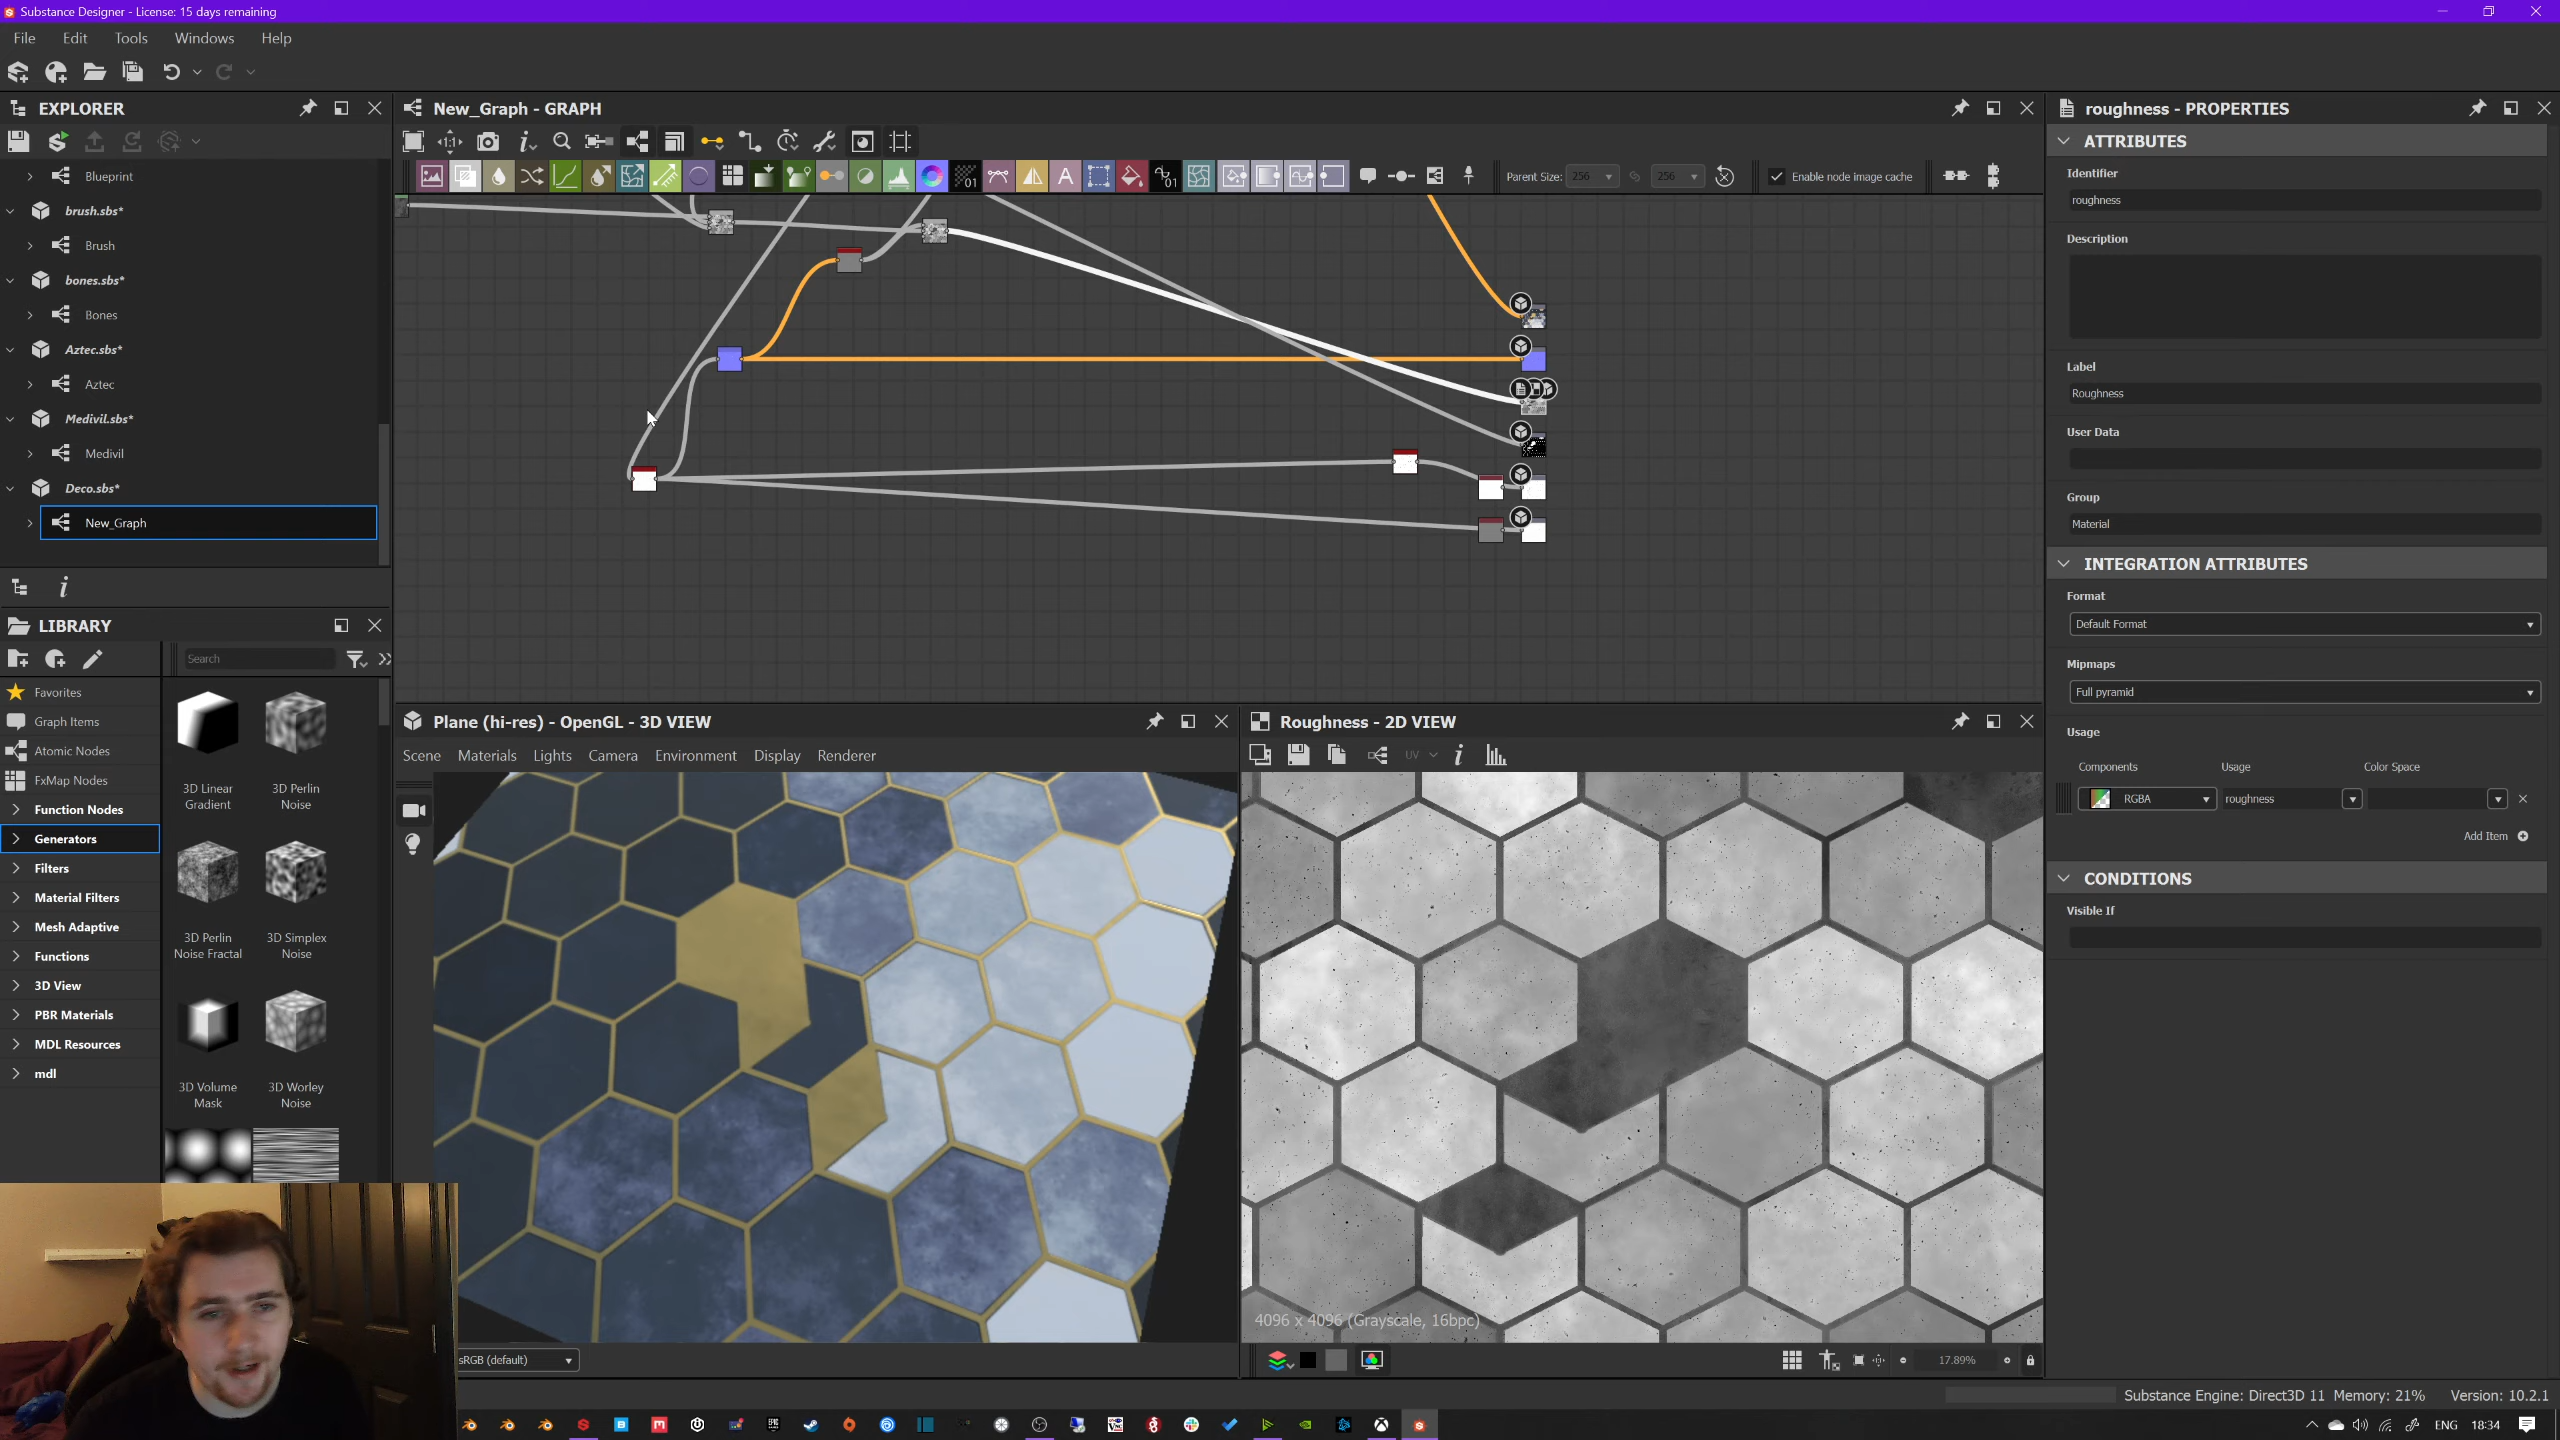 Substance Designer - License: 15 days remaining
File Edit Tools Windows Help
EXPLORER
Blueprint
brush.sbs*
Brush
bones.sbs*
Bones
Aztec.sbs*
Aztec
Medivil.sbs*
Medivil
Deco.sbs*
New_Graph
LIBRARY
Search
Favorites
Graph Items
Atomic Nodes
FxMap Nodes
Function Nodes
Generators
Filters
Material Filters
Mesh Adaptive
Functions
3D View
PBR Materials
MDL Resources
mdl
3D Linear Gradient
3D Perlin Noise
3D Perlin Noise Fractal
3D Simplex Noise
3D Volume Mask
3D Worley Noise
New_Graph - GRAPH
Parent Size: 256 256 Enable node image cache
Plane (hi-res) - OpenGL - 3D VIEW
Scene Materials Lights Camera Environment Display Renderer
sRGB (default)
Roughness - 2D VIEW
UV
4096 x 4096 (Grayscale, 16bpc)
17.89%
roughness - PROPERTIES
ATTRIBUTES
Identifier
roughness
Description
Label
Roughness
User Data
Group
Material
INTEGRATION ATTRIBUTES
Format
Default Format
Mipmaps
Full pyramid
Usage
Components Usage Color Space
RGBA roughness
Add Item
CONDITIONS
Visible If
Substance Engine: Direct3D 11 Memory: 21% Version: 10.2.1
ENG 18:34